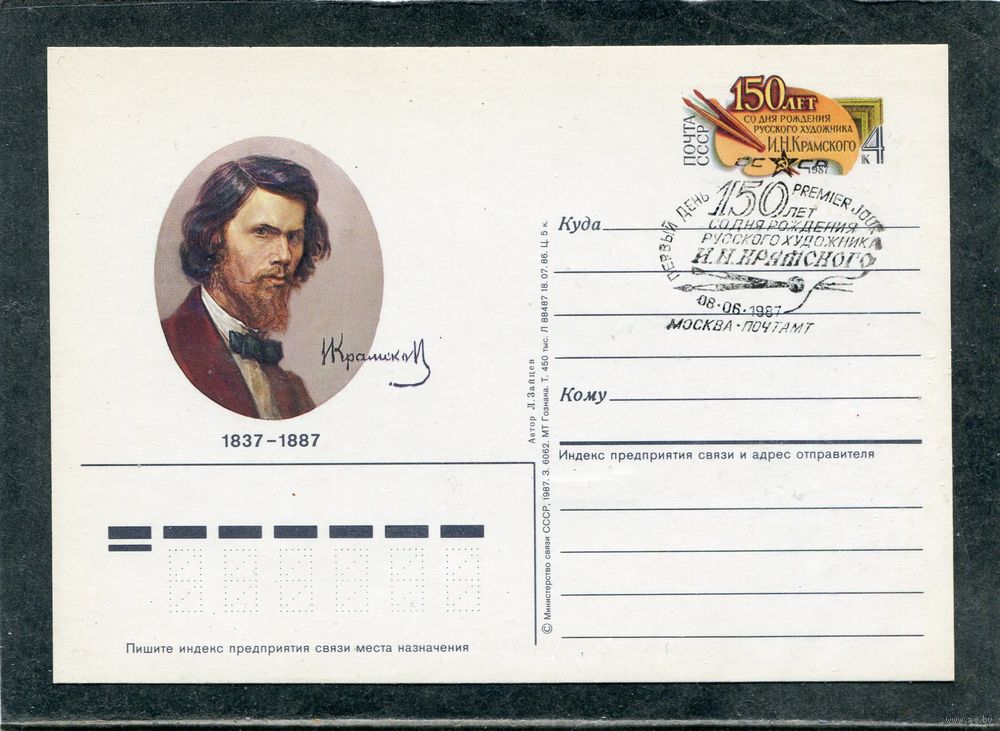 Крамской
1837-1887
Пишите индекс предприятия связи места назначения
© Министерство связи СССР, 1987. З. 6062. МТ Гознака. Т. 450 тыс. Л 88487 18.07.86. Ц. 5 к.
Автор Л. Зайцев
150 ЛЕТ
СО ДНЯ РОЖДЕНИЯ
РУССКОГО ХУДОЖНИКА
И.Н.КРАМСКОГО
ПОЧТА
СССР
1987
4
К
СССР
ПЕРВЫЙ ДЕНЬ
PREMIER JOUR
150 ЛЕТ
СО ДНЯ РОЖДЕНИЯ
РУССКОГО ХУДОЖНИКА
И.Н.КРАМСКОГО
08·06·1987
МОСКВА·ПОЧТАМТ
Куда
Кому
Индекс предприятия связи и адрес отправителя